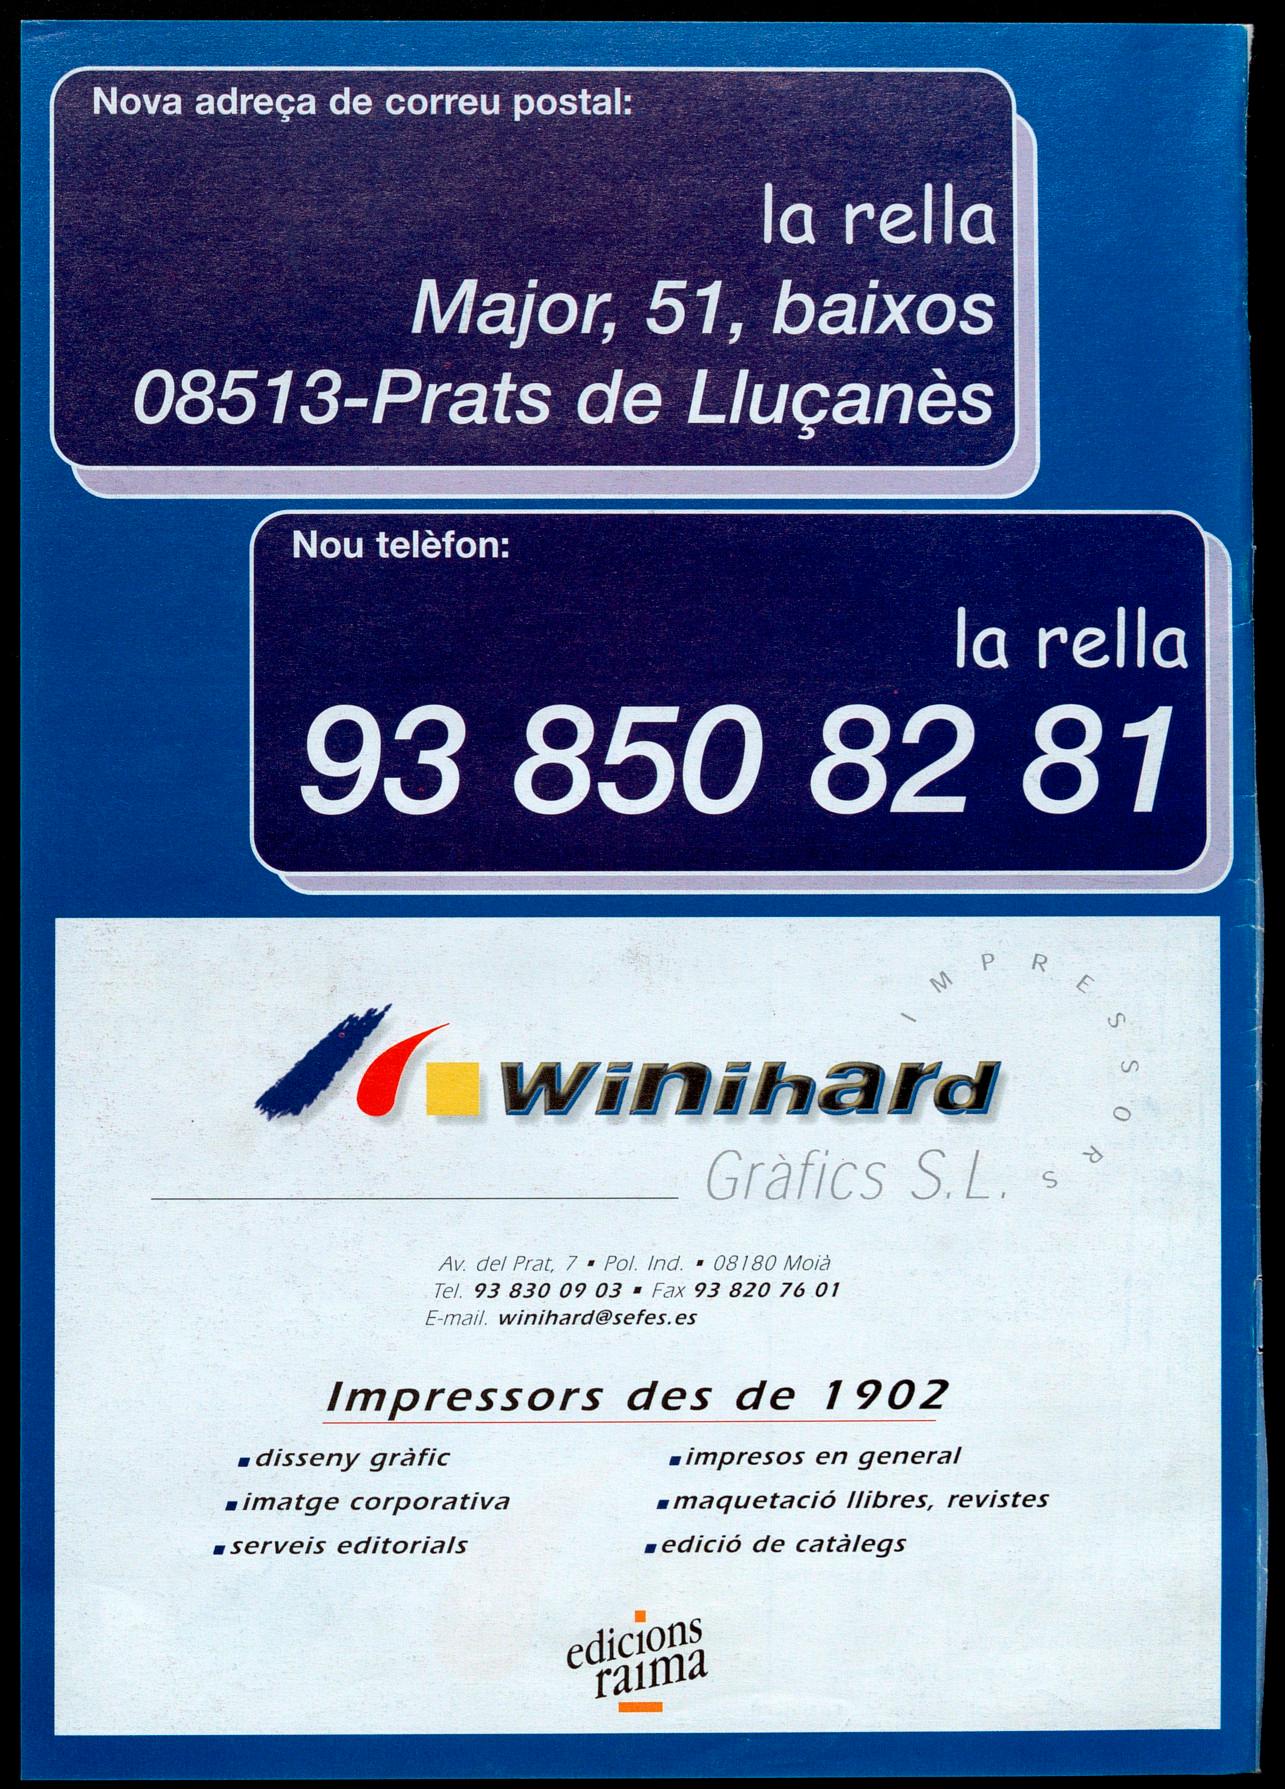 Nova adreça de correu postal:
la rella
Major, 51, baixos
08513-Prats de Lluçanès
Nou telèfon:
la rella
93 850 82 81
IMPRESSORS
Winihard
Gràfics S.L.
Av. del Prat, 7 ▪ Pol. Ind. ▪ 08180 Moià
Tel. 93 830 09 03 ▪ Fax 93 820 76 01
E-mail. winihard@sefes.es
Impressors des de 1902
▪ disseny gràfic
▪ imatge corporativa
▪ serveis editorials
▪ impresos en general
▪ maquetació llibres, revistes
▪ edició de catàlegs
edicions
raima